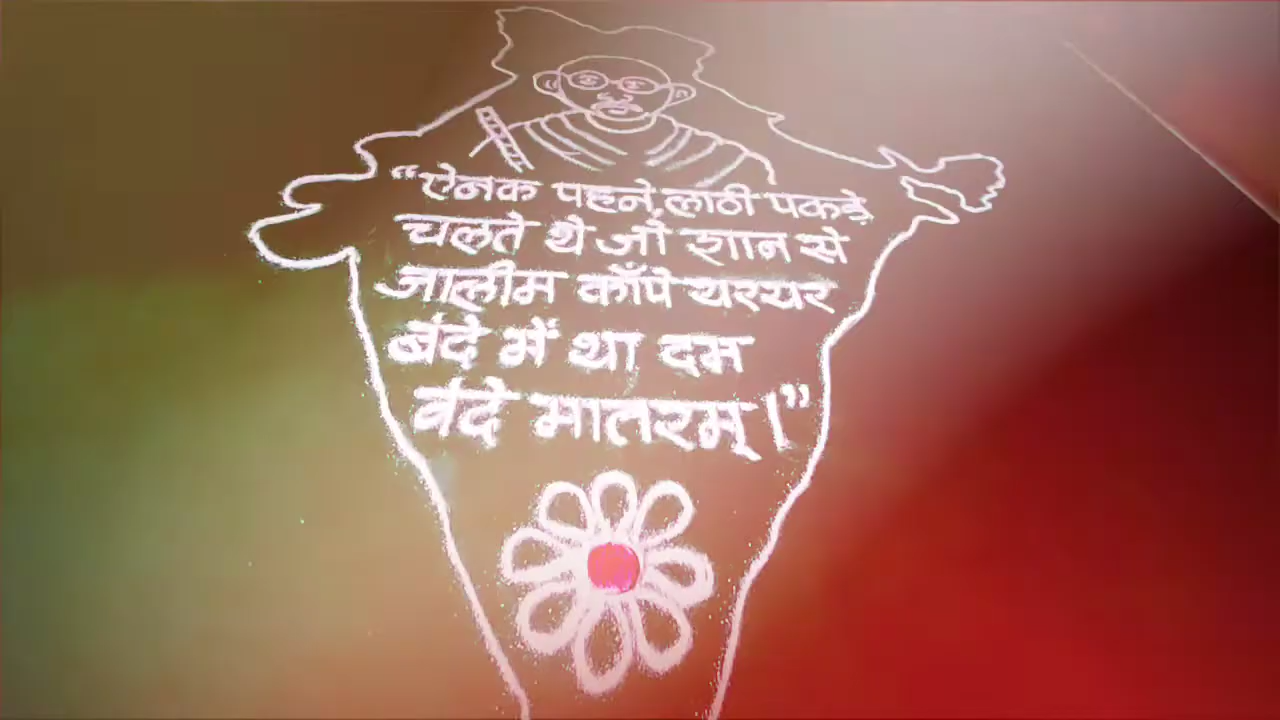 “ऐनक पहने,लाठी पकड़े
चलते थे जो शान से
जालीम काँपे थरथर
बंदे में था दम
वंदे मातरम्।”